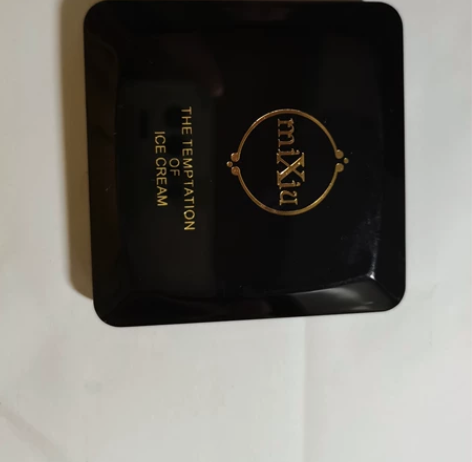 miXiu
THE TEMPTATION
OF
ICE CREAM